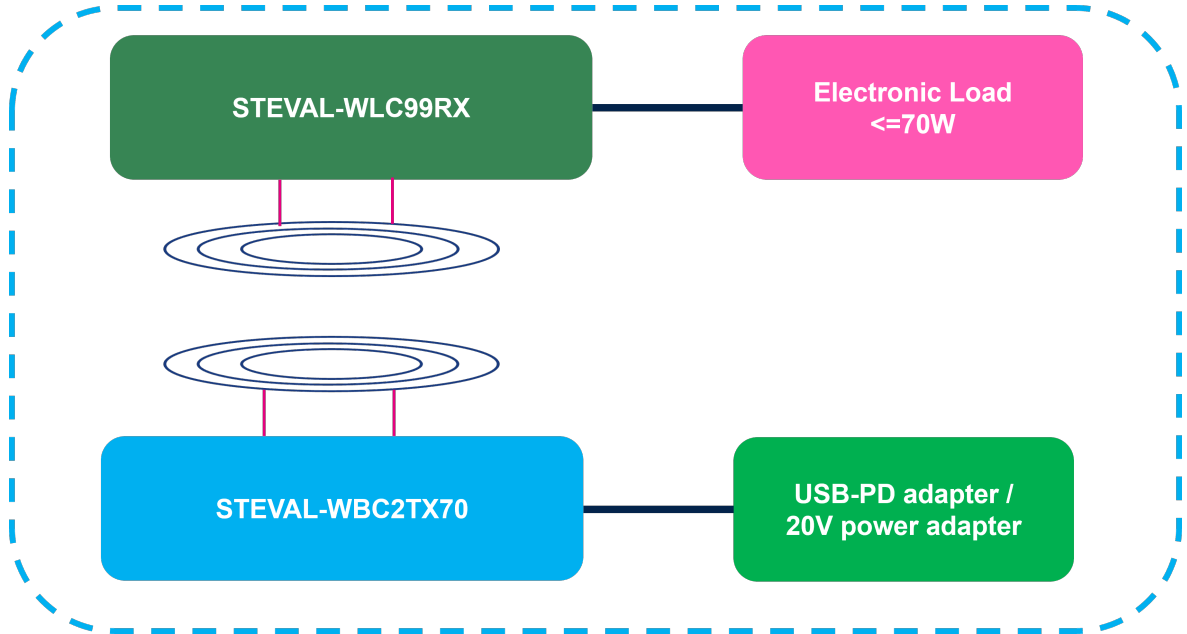 STEVAL-WLC99RX
Electronic Load
<=70W
STEVAL-WBC2TX70
USB-PD adapter /
20V power adapter